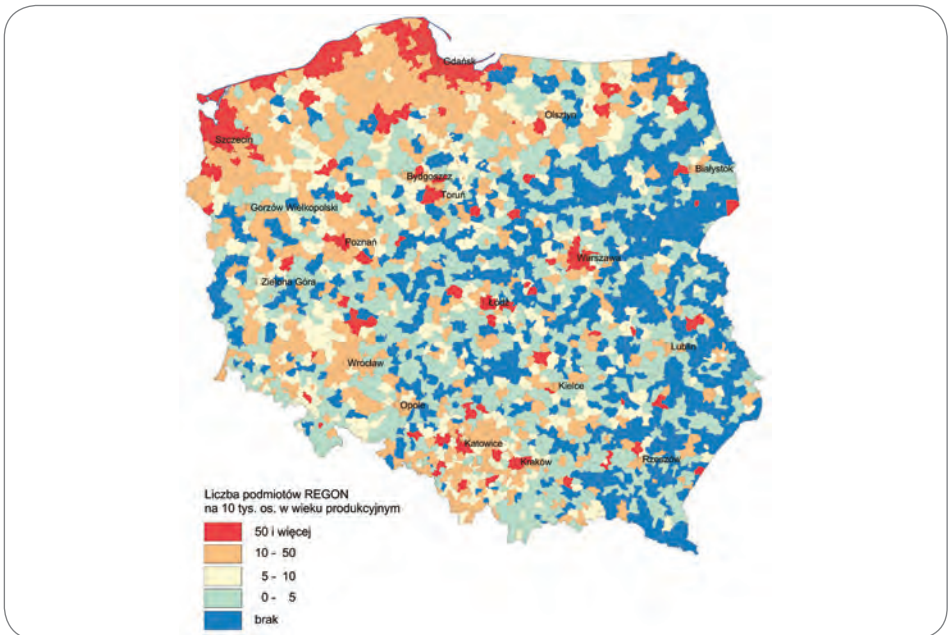 Gdańsk
Olsztyn
Szczecin
Białystok
Bydgoszcz
Toruń
Gorzów Wielkopolski
Poznań
Warszawa
Zielona Góra
Łódź
Lublin
Wrocław
Kielce
Opole
Katowice
Kraków
Rzeszów
Liczba podmiotów REGON
na 10 tys. os. w wieku produkcyjnym
50 i więcej
10 - 50
5 - 10
0 - 5
brak